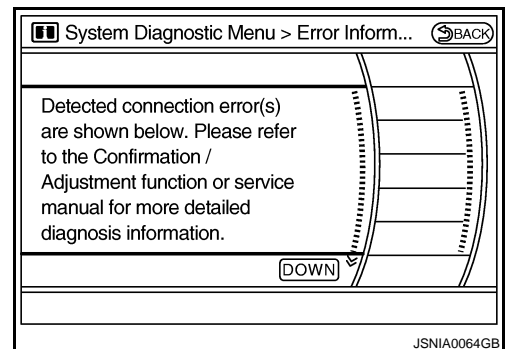 System Diagnostic Menu > Error Inform...
BACK
Detected connection error(s)
are shown below. Please refer
to the Confirmation /
Adjustment function or service
manual for more detailed
diagnosis information.
DOWN
JSNIA0064GB